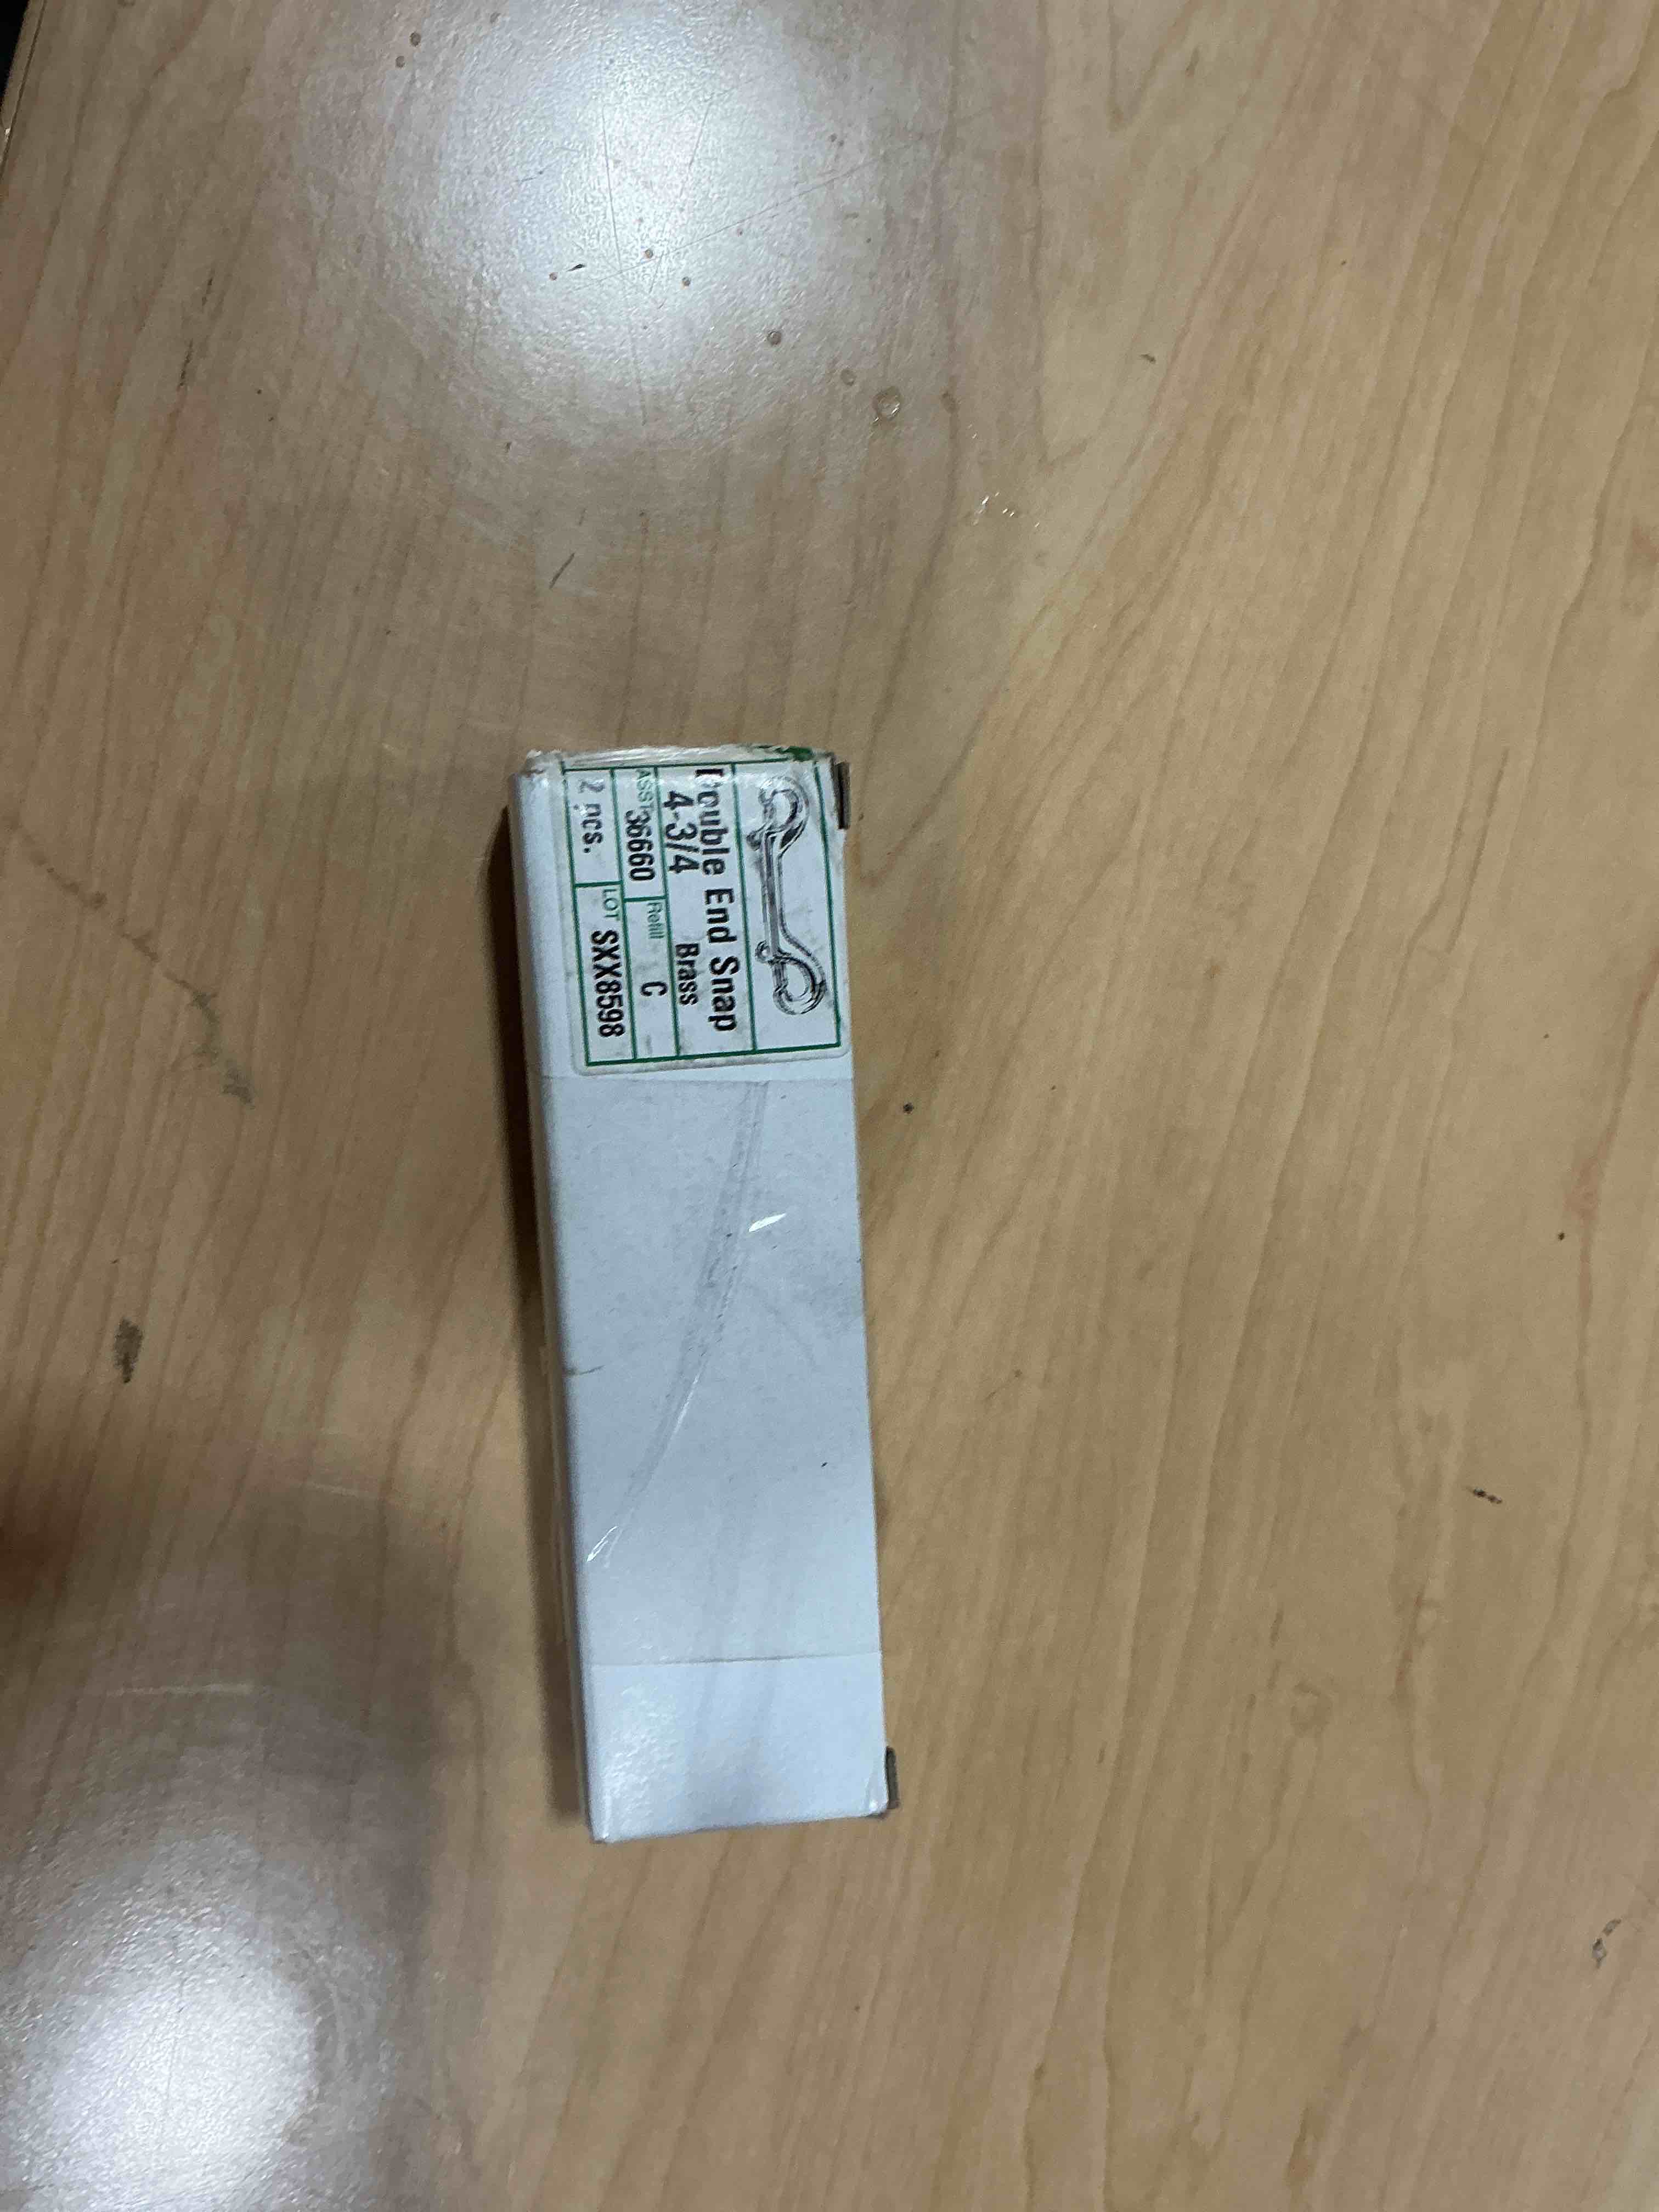 Double End Snap
4-3/4 Brass
ASST 36660 Refill C
2 pcs. LOT SXX8598